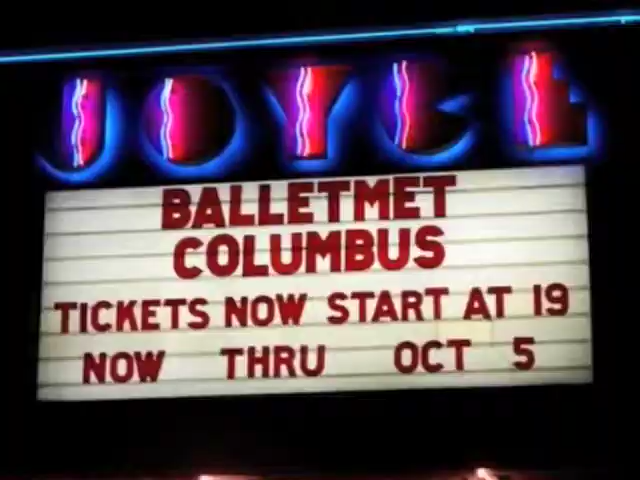 JOYCE
BALLETMET
COLUMBUS
TICKETS NOW START AT 19
NOW THRU OCT 5